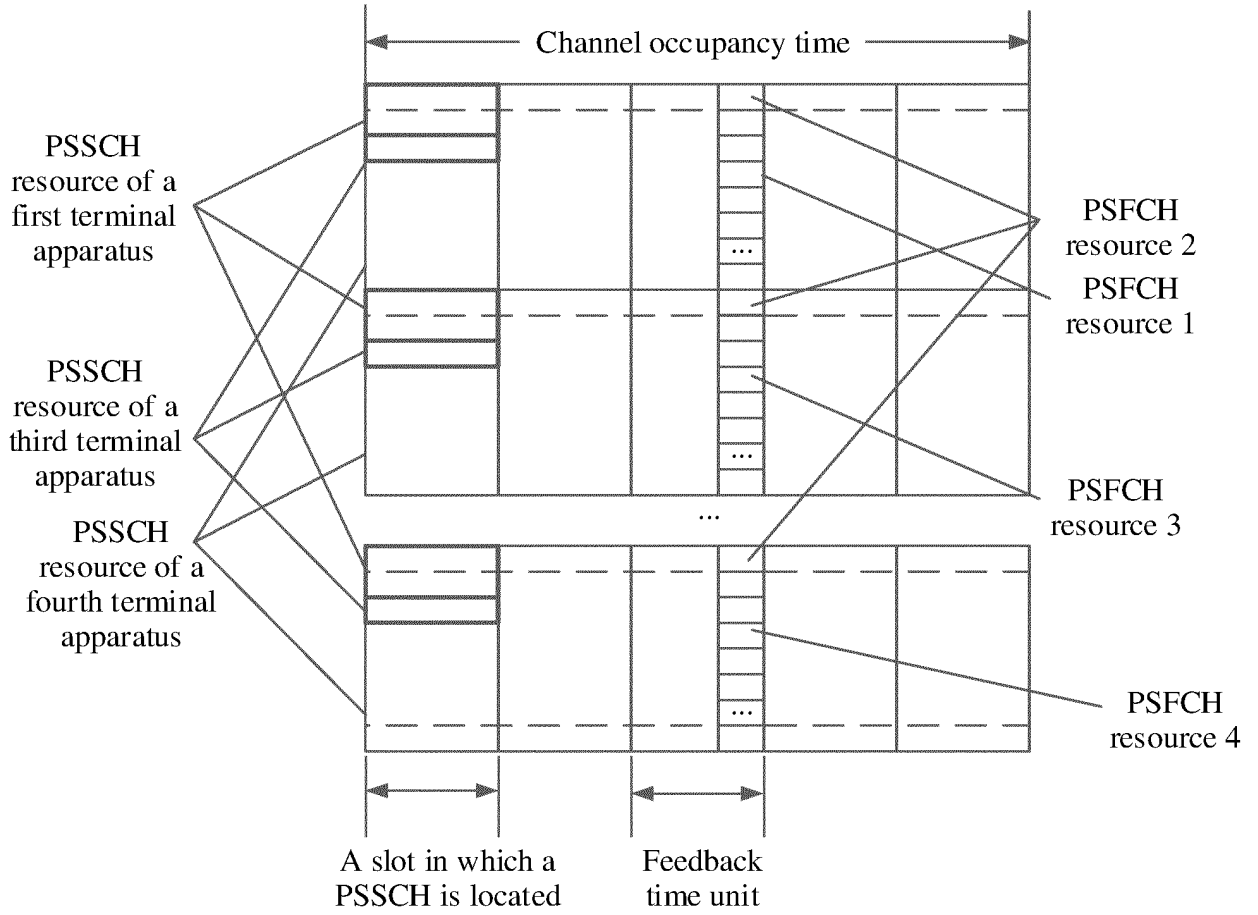 Channel occupancy time
PSSCH
resource of a
first terminal
apparatus
PSFCH
resource 2
...
PSFCH
resource 1
PSSCH
resource of a
third terminal
apparatus
...
PSFCH
resource 3
...
PSSCH
resource of a
fourth terminal
apparatus
...
PSFCH
resource 4
A slot in which a
PSSCH is located
Feedback
time unit